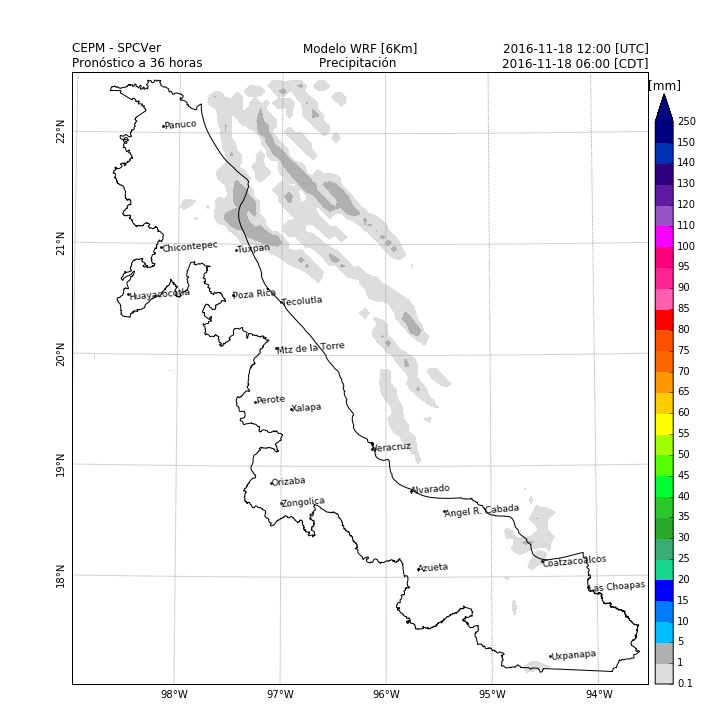 CEPM - SPCVer Modelo WRF [6Km] 2016-11-18 12:00 [UTC]
Pronóstico a 36 horas Precipitación 2016-11-18 06:00 [CDT]
[mm]
250
150
140
130
120
110
100
95
90
85
80
75
70
65
60
55
50
45
40
35
30
25
20
15
10
5
1
0.1
22°N
21°N
20°N
19°N
18°N
Panuco
Chicontepec
Tuxpan
Huayacocotla
Poza Rica
Tecolutla
Mtz de la Torre
Perote
Xalapa
Veracruz
Orizaba
Zongolica
Alvarado
Angel R. Cabada
Azueta
Coatzacoalcos
Las Choapas
Uxpanapa
98°W 97°W 96°W 95°W 94°W